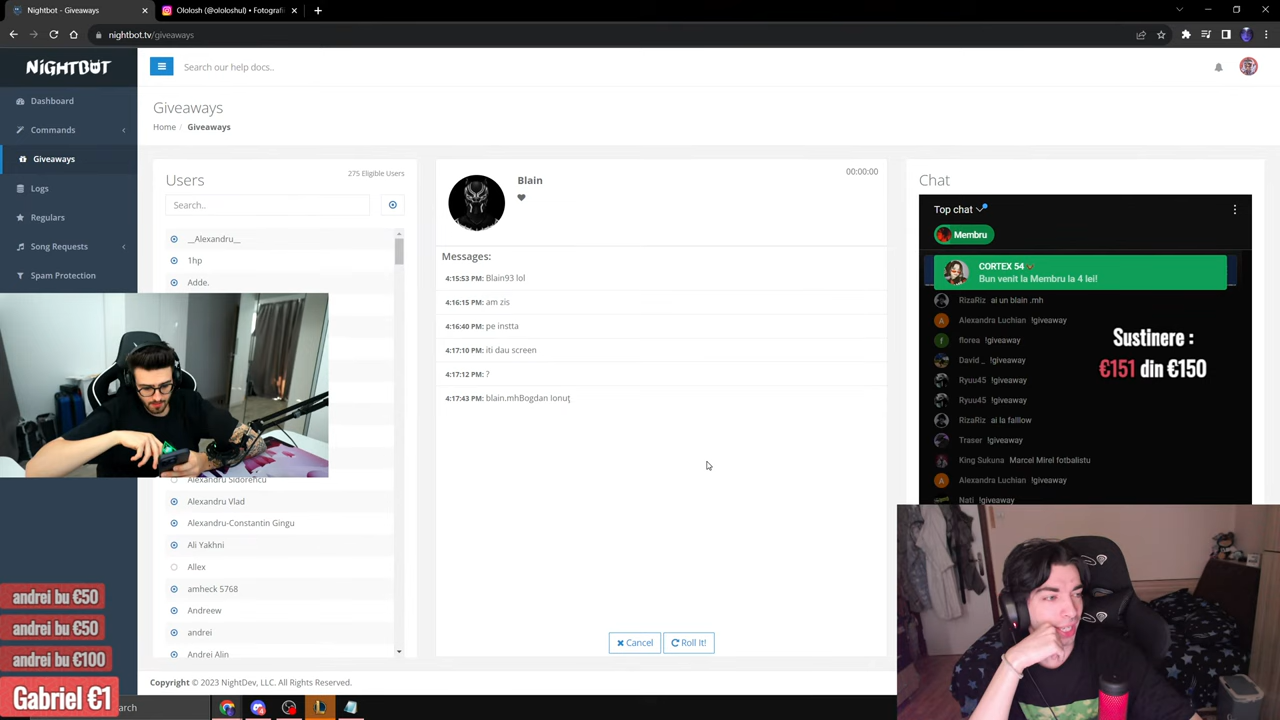 Nightbot - Giveaways
Ololosh (@ololoshul) • Fotografi
nightbot.tv/giveaways
NIGHTBOT
Search our help docs..
Dashboard
Commands
Giveaways
Logs
Regulars
Song Requests
Spam Protection
Giveaways
Home / Giveaways
Users
275 Eligible Users
Search..
__Alexandru__
1hp
Adde.
Alexandru Sidorencu
Alexandru Vlad
Alexandru-Constantin Gingu
Ali Yakhni
Allex
amheck 5768
Andreew
andrei
Andrei Alin
Blain
00:00:00
Messages:
4:15:53 PM: Blain93 lol
4:16:15 PM: am zis
4:16:40 PM: pe instta
4:17:10 PM: iti dau screen
4:17:12 PM: ?
4:17:43 PM: blain.mhBogdan Ionuț
Cancel
Roll It!
Chat
Top chat
Membru
CORTEX 54
Bun venit la Membru la 4 lei!
RizaRiz ai un blain .mh
Alexandra Luchian !giveaway
florea !giveaway
David _ !giveaway
Ryuu45 !giveaway
Ryuu45 !giveaway
RizaRiz ai la falllow
Traser !giveaway
King Sukuna Marcel Mirel fotbalistu
Alexandra Luchian !giveaway
Nati !giveaway
Sustinere :
€151 din €150
andrei bu €50
andrei bu €50
andrei bu €100
Gabriel €1
Copyright © 2023 NightDev, LLC. All Rights Reserved.
arch